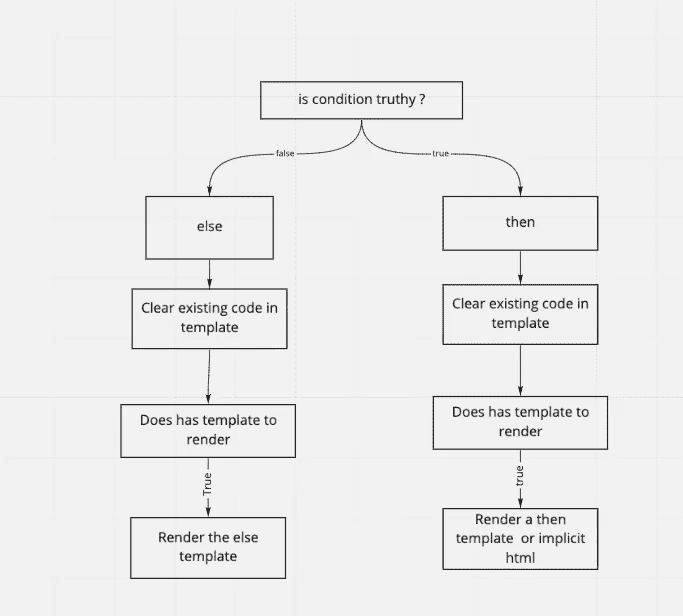 is condition truthy ?
false
true
else
then
Clear existing code in
template
Clear existing code in
template
Does has template to
render
Does has template to
render
True
true
Render the else
template
Render a then
template or implicit
html